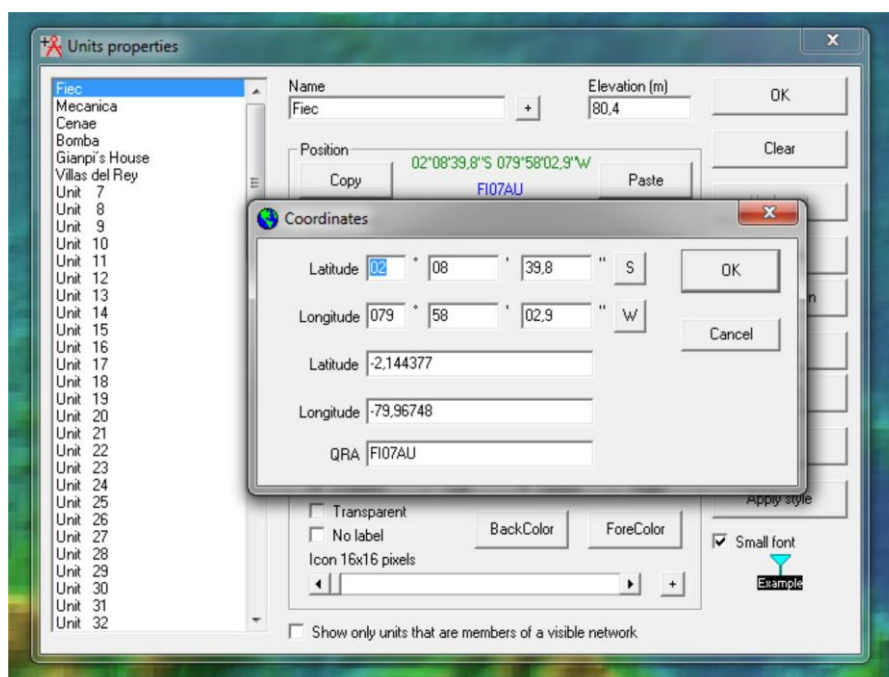 Units properties
Fiec
Mecanica
Cenae
Bomba
Gianpi´s House
Villas del Rey
Unit 7
Unit 8
Unit 9
Unit 10
Unit 11
Unit 12
Unit 13
Unit 14
Unit 15
Unit 16
Unit 17
Unit 18
Unit 19
Unit 20
Unit 21
Unit 22
Unit 23
Unit 24
Unit 25
Unit 26
Unit 27
Unit 28
Unit 29
Unit 30
Unit 31
Unit 32
Name
Elevation (m)
Fiec
+
80,4
OK
Clear
Position
02°08'39,8"S 079°58'02,9"W
Copy
FI07AU
Paste
Coordinates
Latitude 02 ° 08 ' 39,8 " S
OK
Longitude 079 ° 58 ' 02,9 " W
Cancel
Latitude -2,144377
Longitude -79,96748
QRA FI07AU
Transparent
No label
BackColor
ForeColor
Apply style
Small font
Icon 16x16 pixels
+
Example
Show only units that are members of a visible network